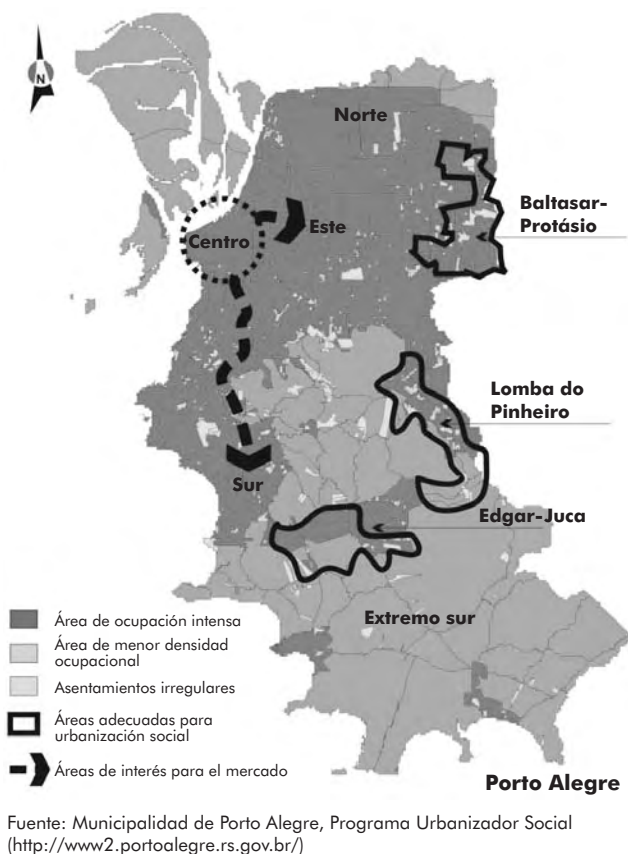 N
Norte
Baltasar-
Protásio
Centro
Este
Lomba do
Pinheiro
Sur
Edgar-Juca
Extremo sur
Área de ocupación intensa
Área de menor densidad
ocupacional
Asentamientos irregulares
Áreas adecuadas para
urbanización social
Áreas de interés para el mercado
Porto Alegre
Fuente: Municipalidad de Porto Alegre, Programa Urbanizador Social
(http://www2.portoalegre.rs.gov.br/)